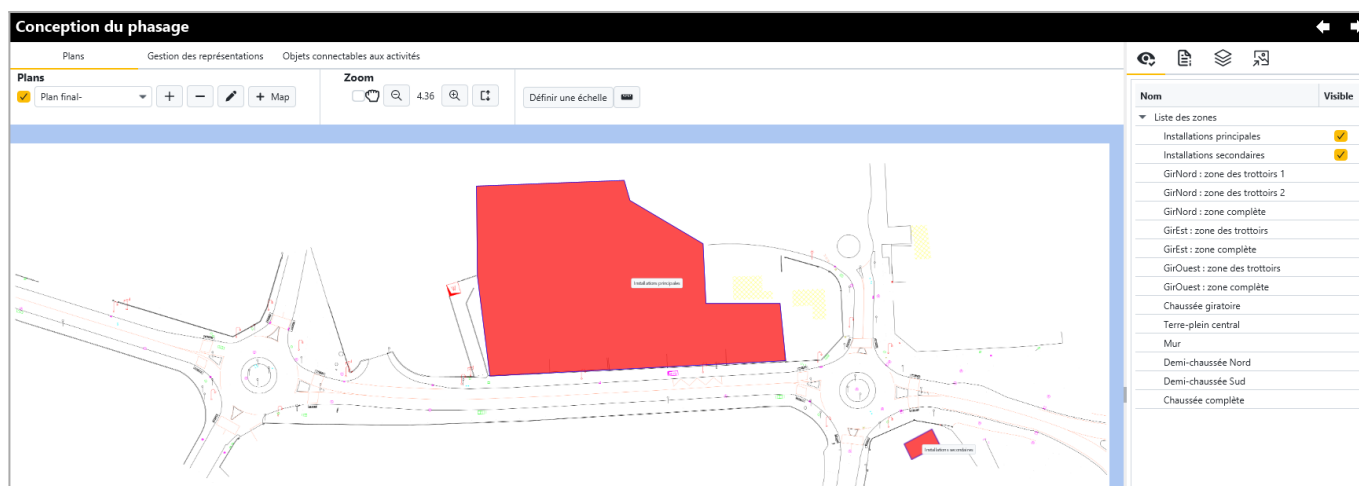 Conception du phasage
Plans
Gestion des représentations
Objets connectables aux activités
Plans
Zoom
Plan final-
+ Map
4.36
Définir une échelle
Nom
Visible
Liste des zones
Installations principales
Installations secondaires
GirNord : zone des trottoirs 1
GirNord : zone des trottoirs 2
GirNord : zone complète
GirEst : zone des trottoirs
GirEst : zone complète
GirOuest : zone des trottoirs
GirOuest : zone complète
Chaussée giratoire
Terre-plein central
Mur
Demi-chaussée Nord
Demi-chaussée Sud
Chaussée complète
Installations principales
Installations secondaires